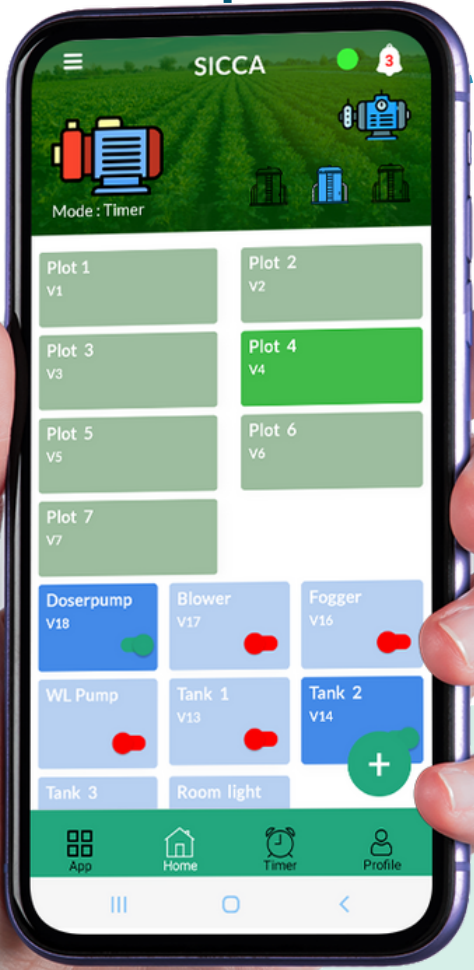 SICCA
3
Mode : Timer
Plot 1
V1
Plot 2
V2
Plot 3
V3
Plot 4
V4
Plot 5
V5
Plot 6
V6
Plot 7
V7
Doserpump
V18
Blower
V17
Fogger
V16
WL Pump
Tank 1
V13
Tank 2
V14
+
Tank 3
Room light
App
Home
Timer
Profile